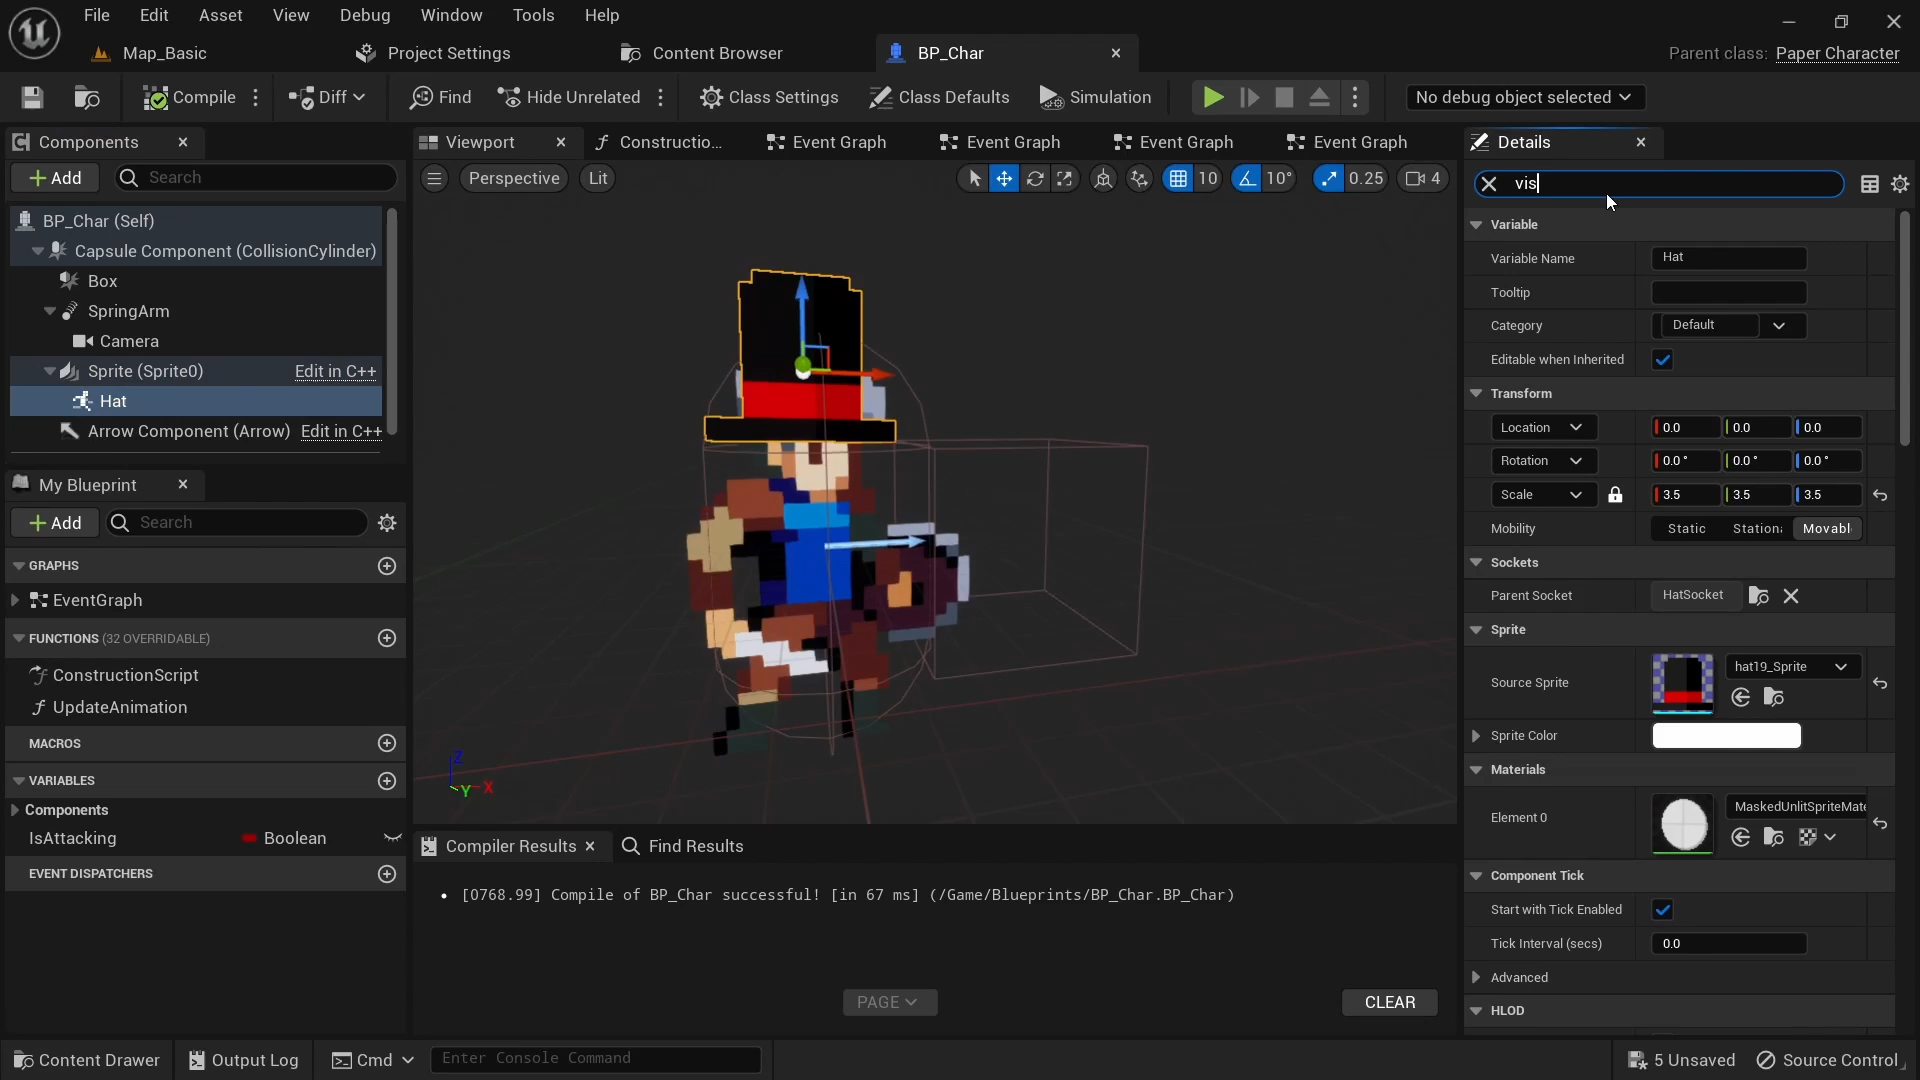 File Edit Asset View Debug Window Tools Help
Map_Basic Project Settings Content Browser BP_Char Parent class: Paper Character
Compile Diff Find Hide Unrelated Class Settings Class Defaults Simulation No debug object selected
Components Viewport Constructio... Event Graph Event Graph Event Graph Event Graph Details
Add Search Perspective Lit 10 10° 0.25 4 vis
BP_Char (Self)
Capsule Component (CollisionCylinder)
Box
SpringArm
Camera
Sprite (Sprite0) Edit in C++
Hat
Arrow Component (Arrow) Edit in C++
My Blueprint
Add Search
GRAPHS
EventGraph
FUNCTIONS (32 OVERRIDABLE)
ConstructionScript
UpdateAnimation
MACROS
VARIABLES
Components
IsAttacking Boolean
EVENT DISPATCHERS
Z
Y X
Compiler Results Find Results
[0768.99] Compile of BP_Char successful! [in 67 ms] (/Game/Blueprints/BP_Char.BP_Char)
PAGE CLEAR
Variable
Variable Name Hat
Tooltip
Category Default
Editable when Inherited
Transform
Location 0.0 0.0 0.0
Rotation 0.0° 0.0° 0.0°
Scale 3.5 3.5 3.5
Mobility Static Station Movabl
Sockets
Parent Socket HatSocket
Sprite
Source Sprite hat19_Sprite
Sprite Color
Materials
Element 0 MaskedUnlitSpriteMate
Component Tick
Start with Tick Enabled
Tick Interval (secs) 0.0
Advanced
HLOD
Content Drawer Output Log Cmd Enter Console Command 5 Unsaved Source Control